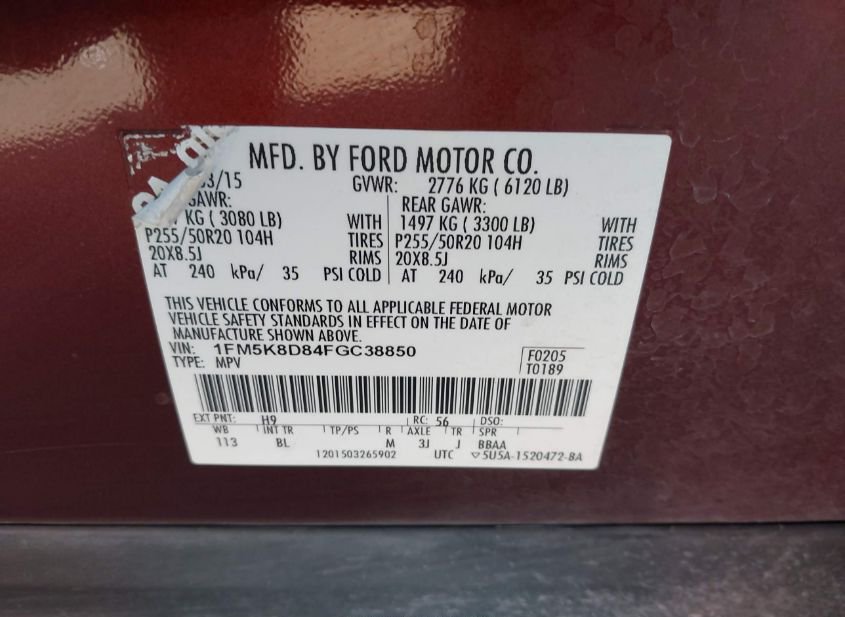 MFD. BY FORD MOTOR CO.
3/15 GVWR: 2776 KG ( 6120 LB)
GAWR: REAR GAWR:
KG ( 3080 LB) WITH 1497 KG ( 3300 LB) WITH
P255/50R20 104H TIRES P255/50R20 104H TIRES
20X8.5J RIMS 20X8.5J RIMS
AT 240 kPa/ 35 PSI COLD AT 240 kPa/ 35 PSI COLD
THIS VEHICLE CONFORMS TO ALL APPLICABLE FEDERAL MOTOR
VEHICLE SAFETY STANDARDS IN EFFECT ON THE DATE OF
MANUFACTURE SHOWN ABOVE.
VIN: 1FM5K8D84FGC38850 F0205
TYPE: MPV T0189
EXT PNT: H9 RC: 56 DSO:
WB INT TR TP/PS R AXLE TR SPR
113 BL M 3J J BBAA
1201503265902 UTC ▽5U5A-1520472-BA